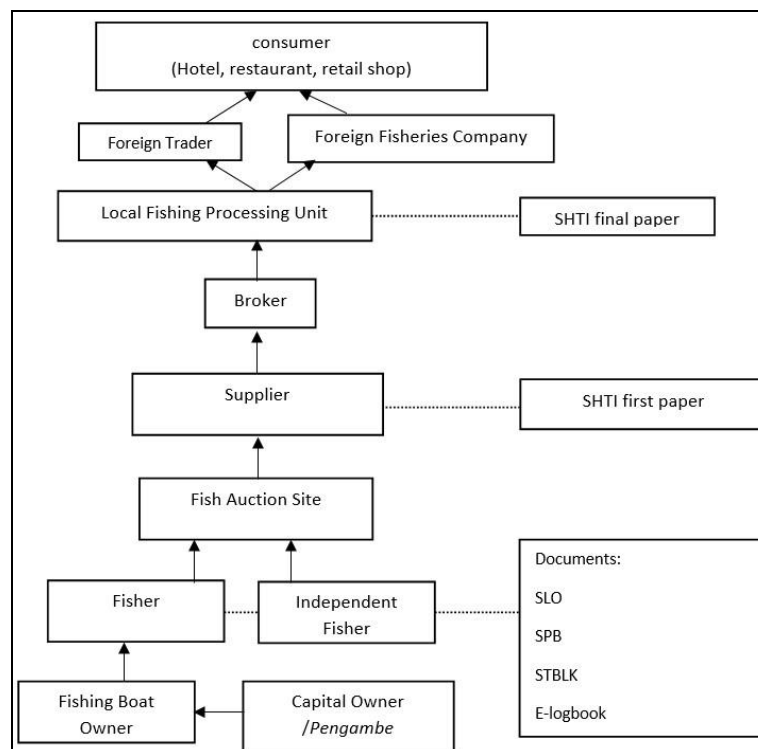 consumer
(Hotel, restaurant, retail shop)
Foreign Trader
Foreign Fisheries Company
Local Fishing Processing Unit
SHTI final paper
Broker
Supplier
SHTI first paper
Fish Auction Site
Fisher
Independent
Fisher
Documents:
SLO
SPB
STBLK
E-logbook
Fishing Boat
Owner
Capital Owner
/Pengambe